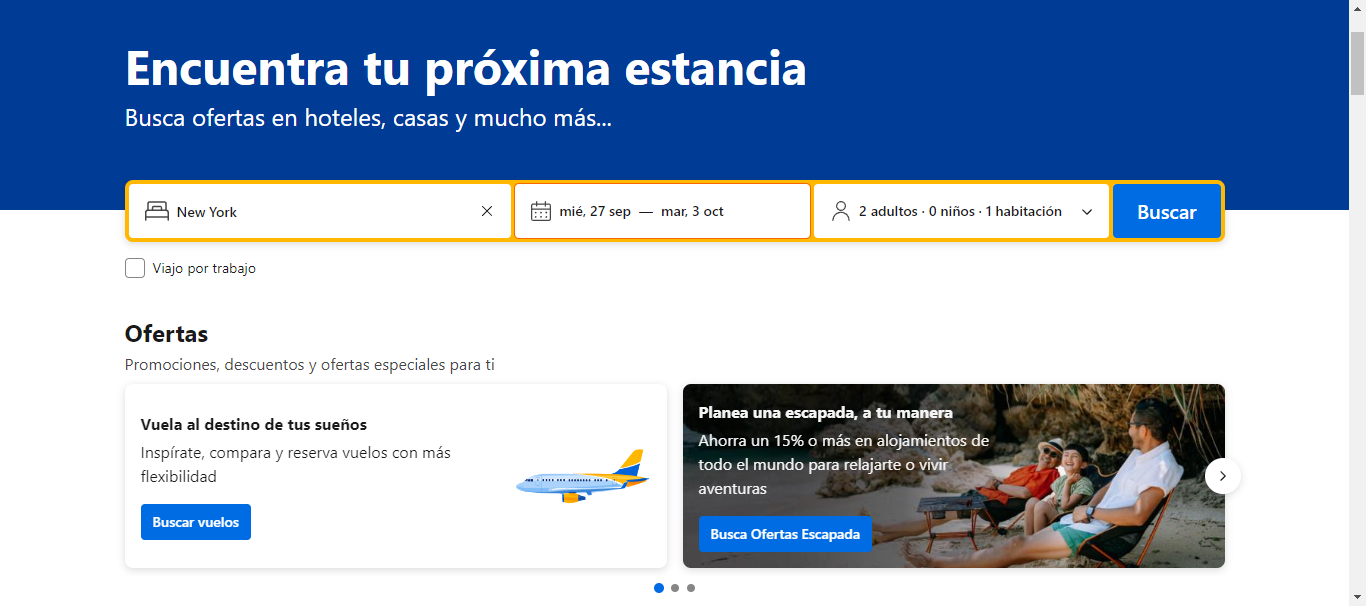 Encuentra tu próxima estancia
Busca ofertas en hoteles, casas y mucho más...
New York
mié, 27 sep — mar, 3 oct
2 adultos · 0 niños · 1 habitación
Buscar
Viajo por trabajo
Ofertas
Promociones, descuentos y ofertas especiales para ti
Vuela al destino de tus sueños
Inspírate, compara y reserva vuelos con más
flexibilidad
Buscar vuelos
Planea una escapada, a tu manera
Ahorra un 15% o más en alojamientos de
todo el mundo para relajarte o vivir
aventuras
Busca Ofertas Escapada